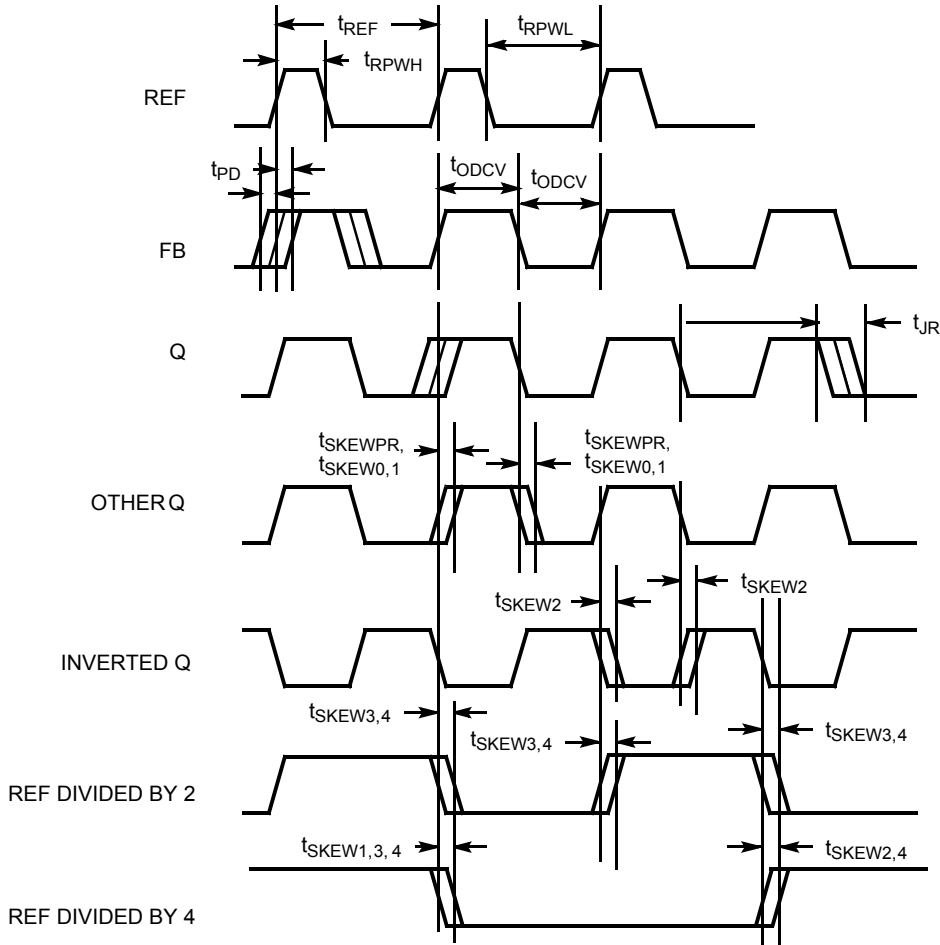 tREF
tRPWL
tRPWH
REF
tPD
tODCV
tODCV
FB
tJR
Q
tSKEWPR,
tSKEW0,1
tSKEWPR,
tSKEW0,1
OTHER Q
tSKEW2
tSKEW2
INVERTED Q
tSKEW3,4
tSKEW3,4
tSKEW3,4
REF DIVIDED BY 2
tSKEW1,3, 4
tSKEW2,4
REF DIVIDED BY 4